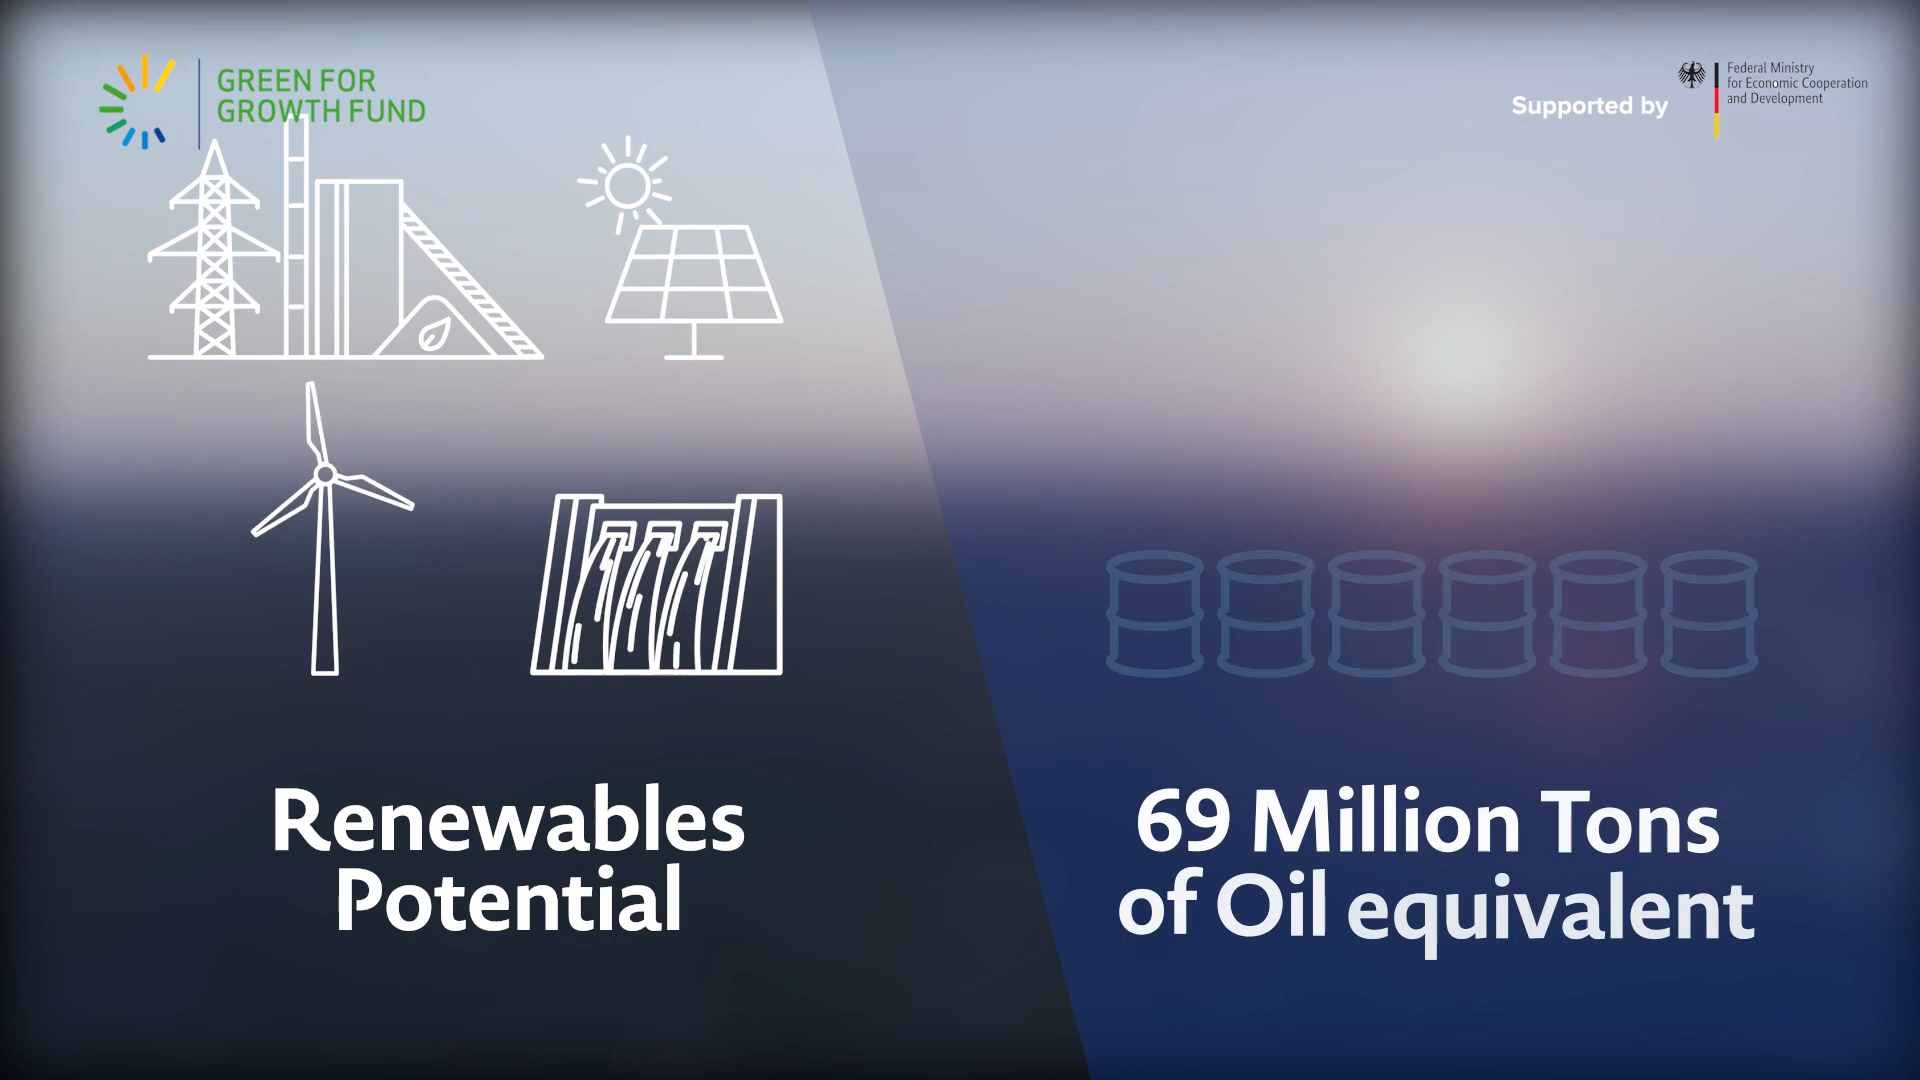 GREEN FOR
GROWTH FUND
Supported by
Federal Ministry
for Economic Cooperation
and Development
Renewables
Potential
69 Million Tons
of Oil equivalent